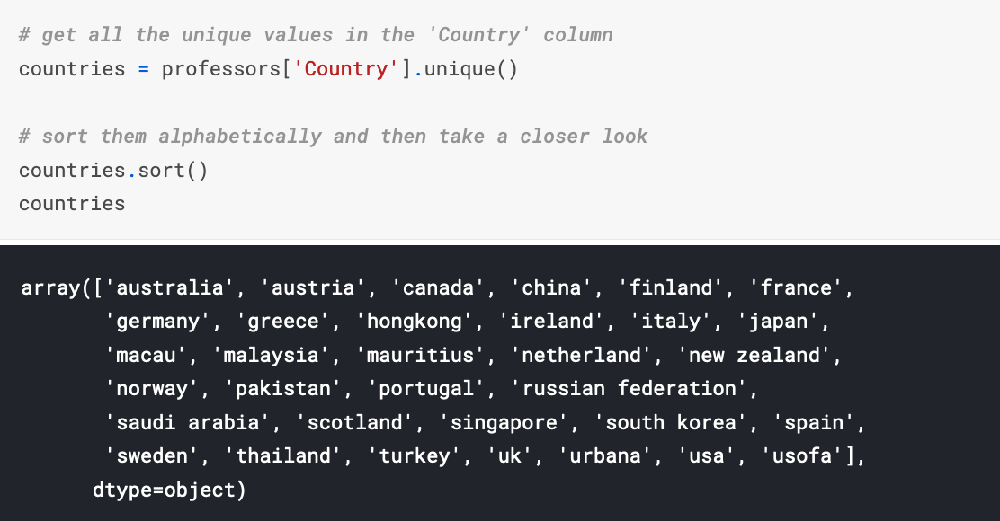 # get all the unique values in the 'Country' column
countries = professors['Country'].unique()
# sort them alphabetically and then take a closer look
countries.sort()
countries
array(['australia', 'austria', 'canada', 'china', 'finland', 'france',
'germany', 'greece', 'hongkong', 'ireland', 'italy', 'japan',
'macau', 'malaysia', 'mauritius', 'netherland', 'new zealand',
'norway', 'pakistan', 'portugal', 'russian federation',
'saudi arabia', 'scotland', 'singapore', 'south korea', 'spain',
'sweden', 'thailand', 'turkey', 'uk', 'urbana', 'usa', 'usofa'],
dtype=object)